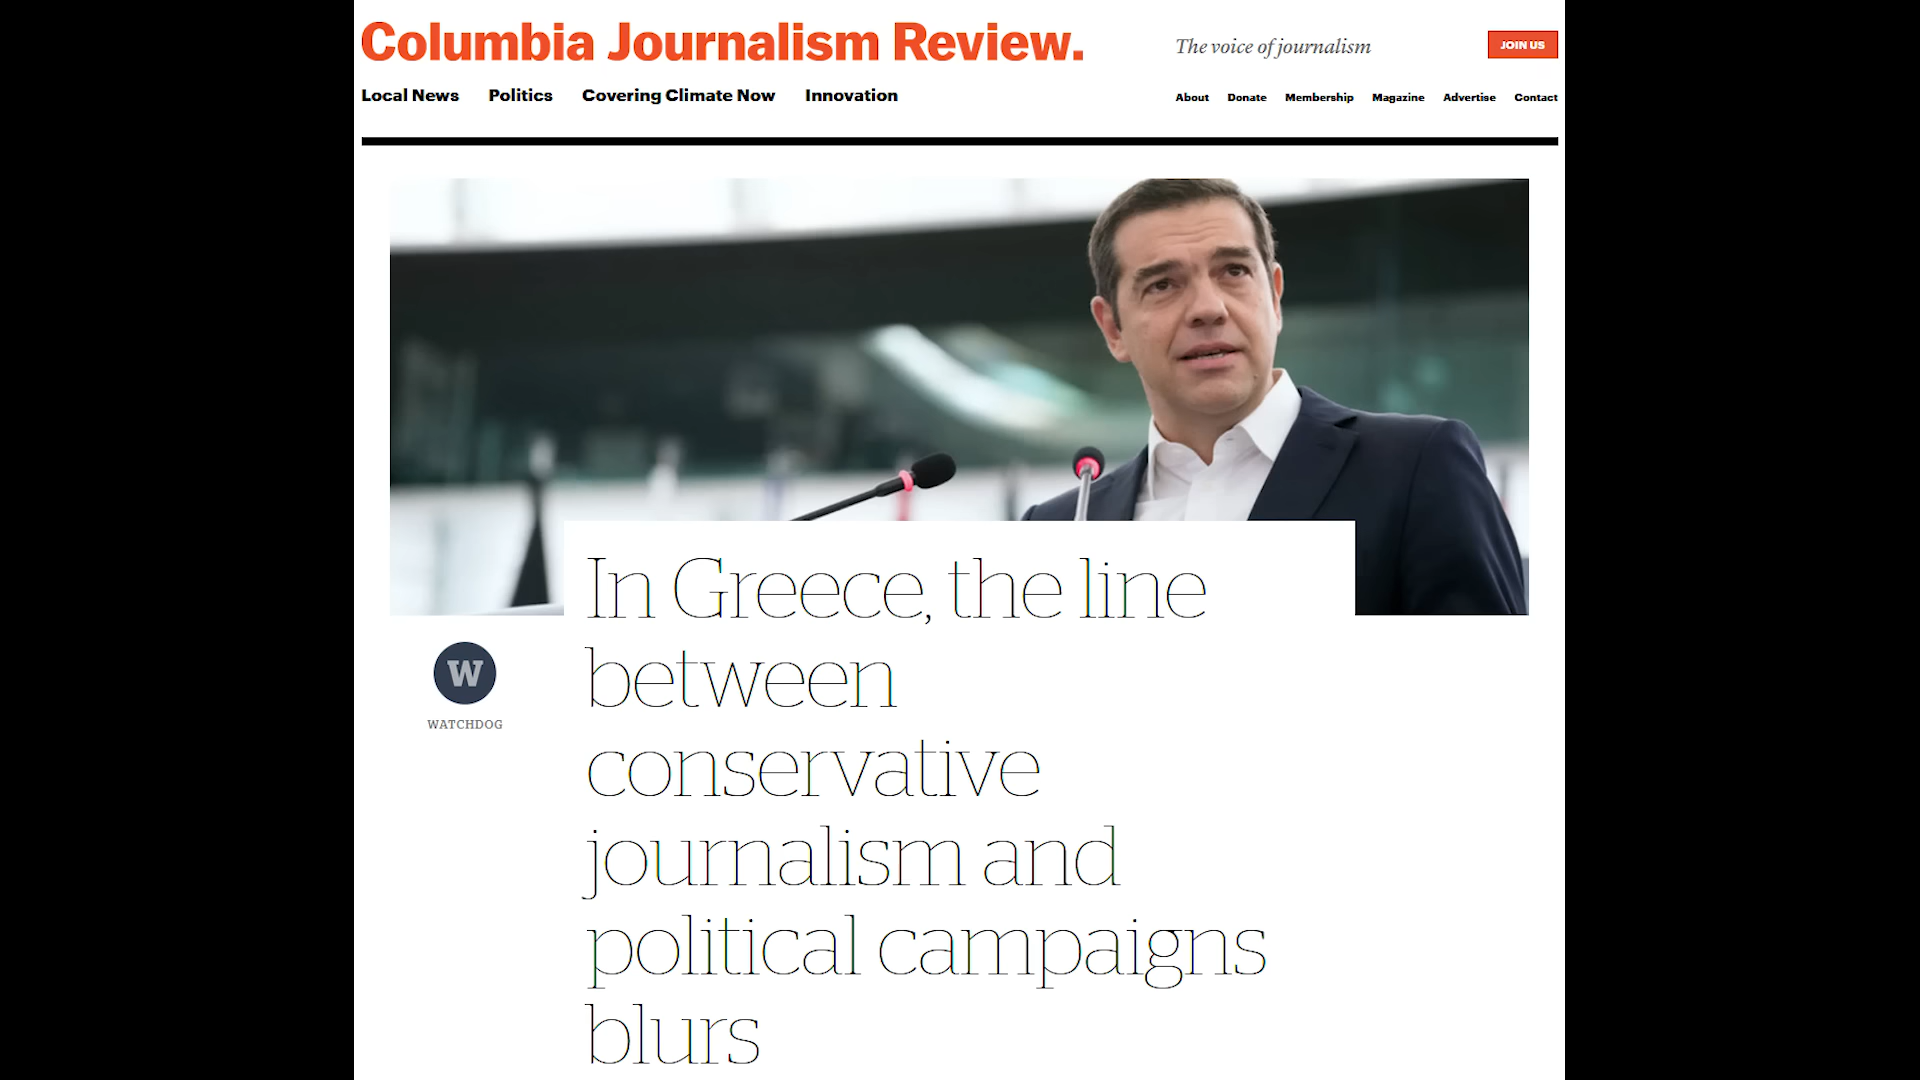 Columbia Journalism Review.
The voice of journalism
JOIN US
Local News Politics Covering Climate Now Innovation
About Donate Membership Magazine Advertise Contact
In Greece, the line
between
conservative
journalism and
political campaigns
blurs
W
WATCHDOG